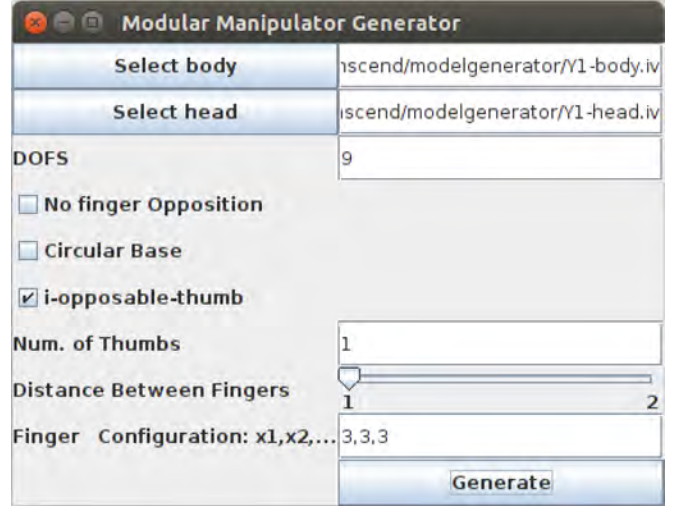 Modular Manipulator Generator
Select body nscend/modelgenerator/Y1-body.iv
Select head iscend/modelgenerator/Y1-head.iv
DOFS 9
No finger Opposition
Circular Base
i-opposable-thumb
Num. of Thumbs 1
Distance Between Fingers
1 2
Finger Configuration: x1,x2,... 3,3,3
Generate